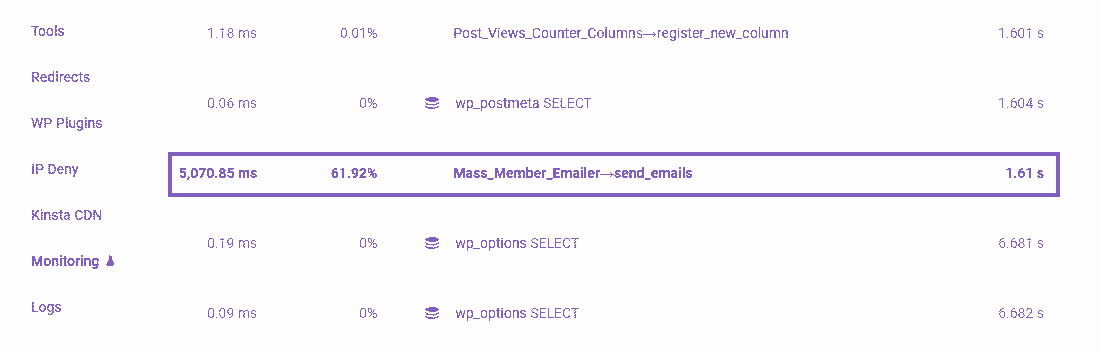 Tools
1.18 ms 0.01% Post_Views_Counter_Columns→register_new_column 1.601 s
Redirects
0.06 ms 0% wp_postmeta SELECT 1.604 s
WP Plugins
IP Deny
5,070.85 ms 61.92% Mass_Member_Emailer→send_emails 1.61 s
Kinsta CDN
0.19 ms 0% wp_options SELECT 6.681 s
Monitoring
Logs
0.09 ms 0% wp_options SELECT 6.682 s